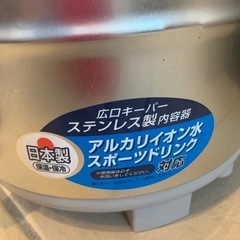 広口キーパー
ステンレス製内容器
日本製
保温・保冷
アルカリイオン水
スポーツドリンク
対応